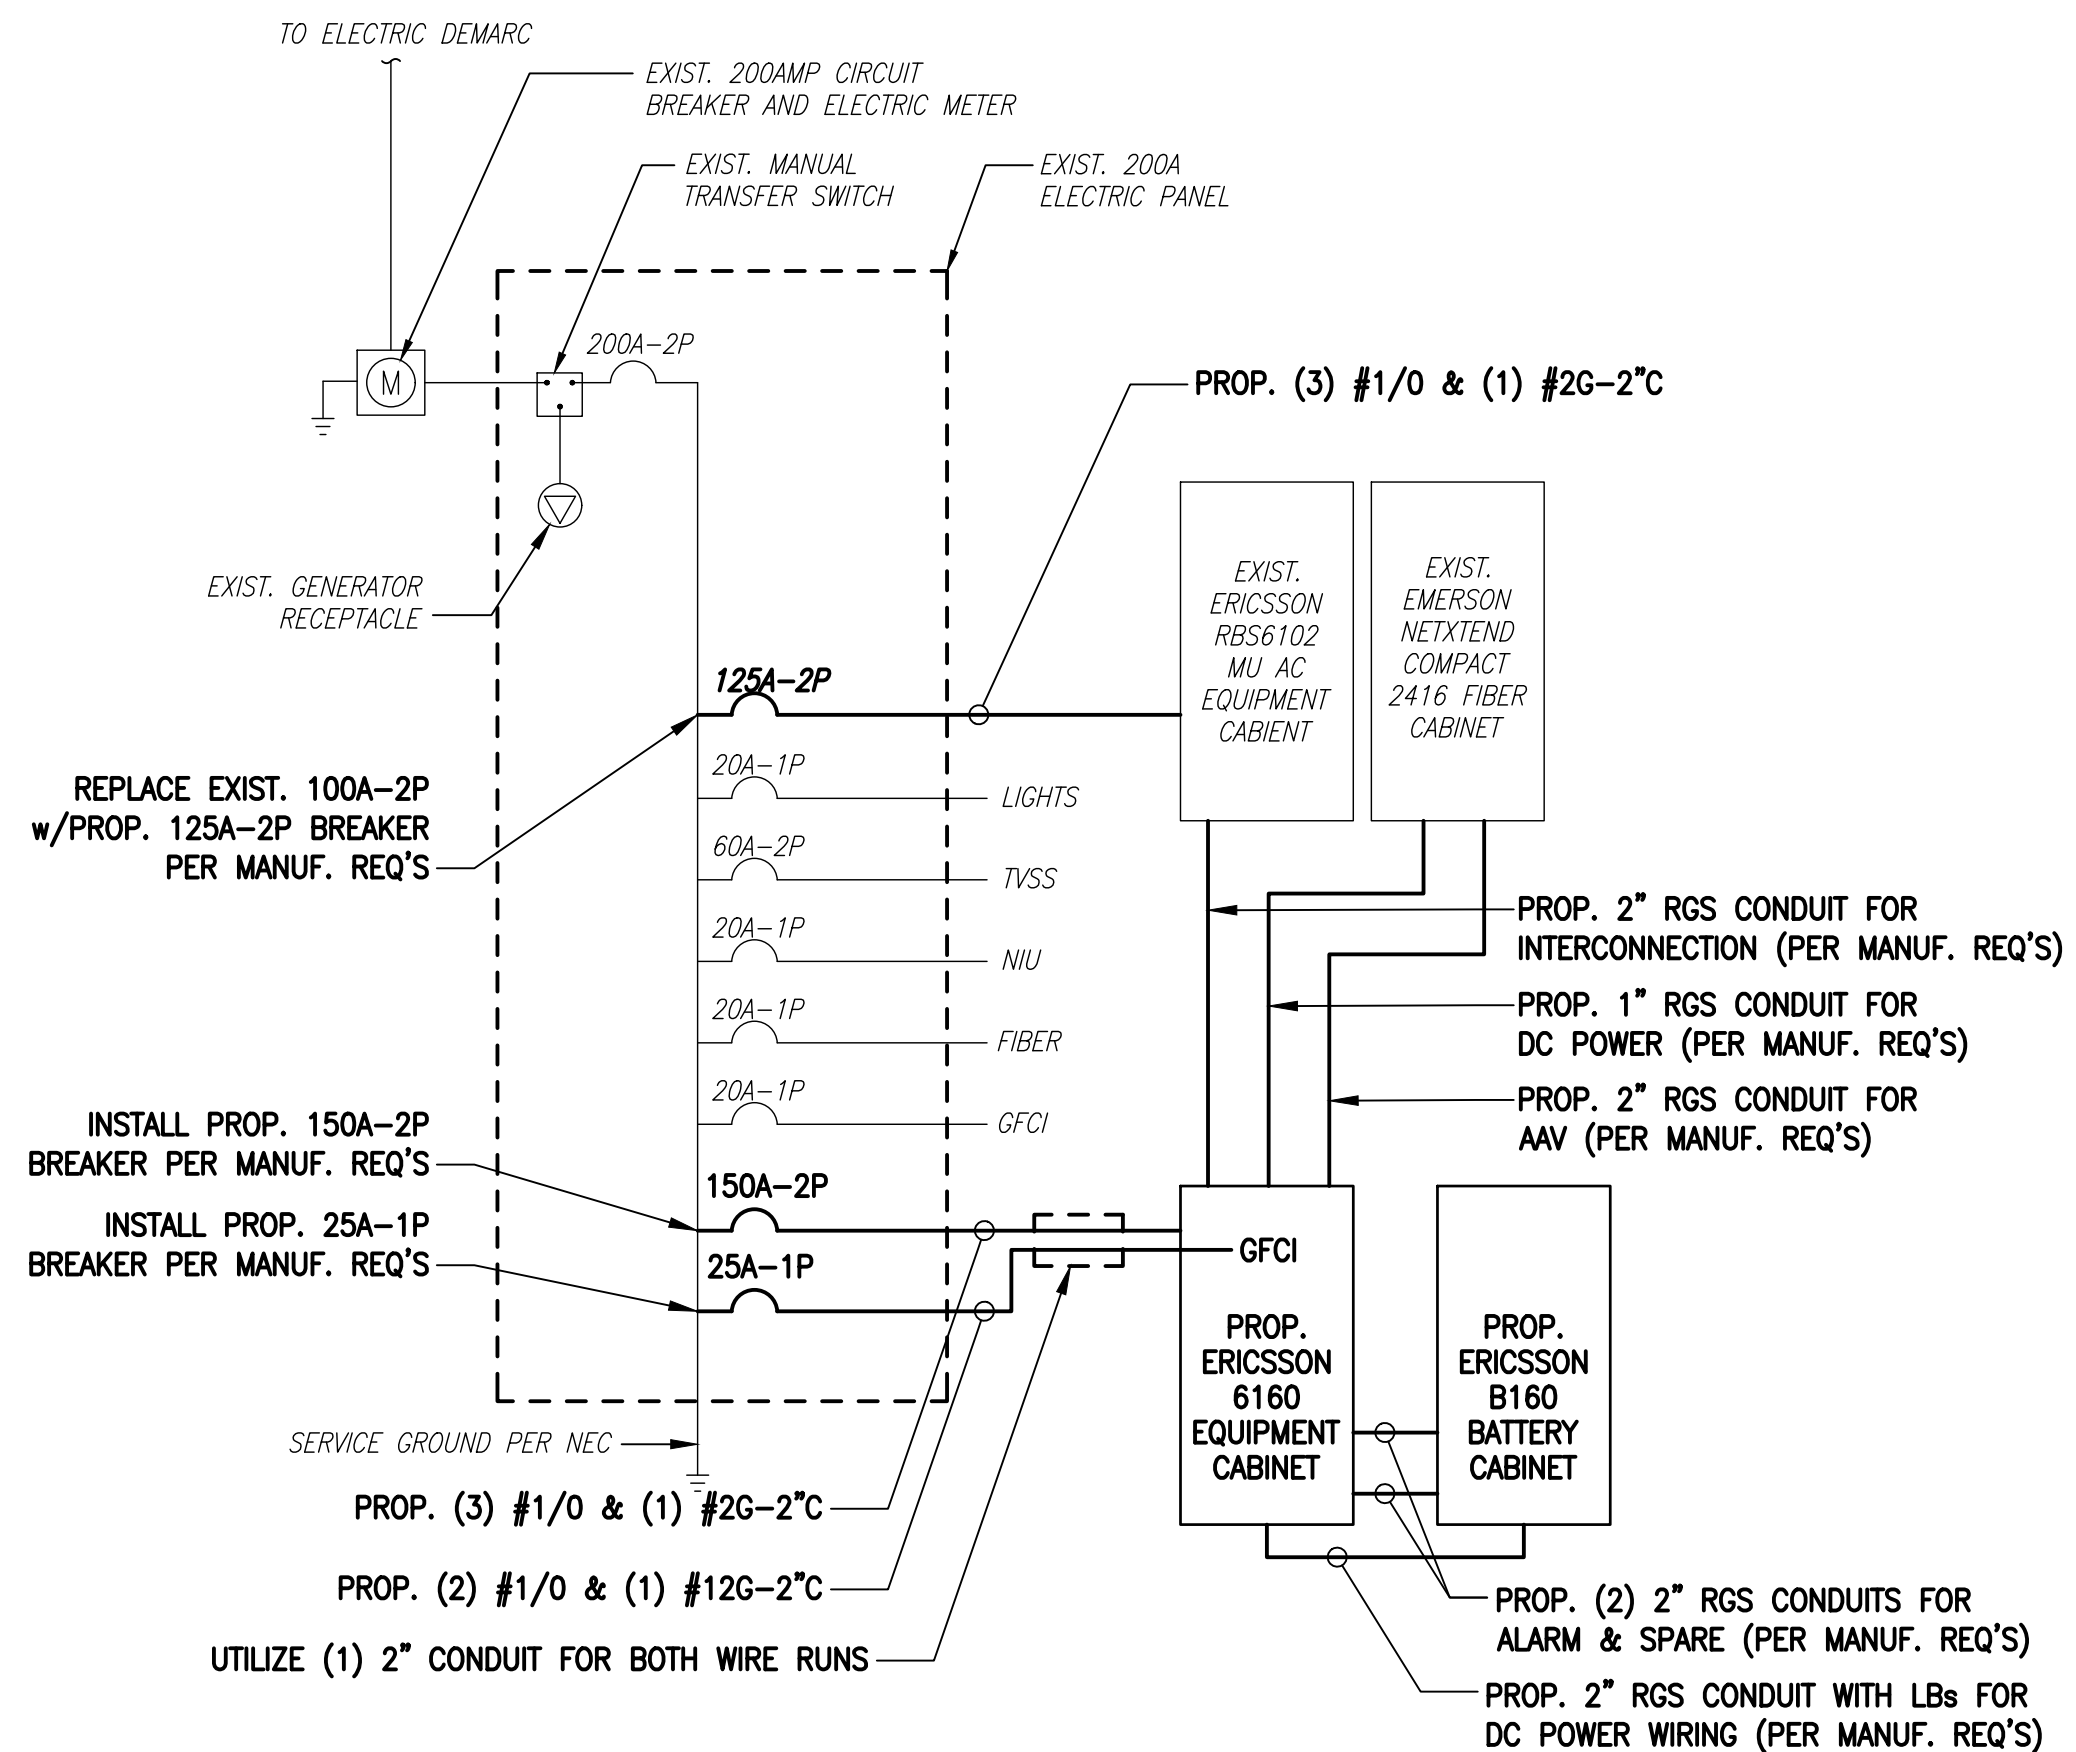 TO ELECTRIC DEMARC
EXIST. 200AMP CIRCUIT
BREAKER AND ELECTRIC METER
EXIST. MANUAL
TRANSFER SWITCH
EXIST. 200A
ELECTRIC PANEL
200A-2P
M
PROP. (3) #1/0 & (1) #2G-2"C
EXIST. GENERATOR
RECEPTACLE
EXIST.
ERICSSON
RBS6102
MU AC
EQUIPMENT
CABIENT
EXIST.
EMERSON
NETXTEND
COMPACT
2416 FIBER
CABINET
125A-2P
REPLACE EXIST. 100A-2P
w/PROP. 125A-2P BREAKER
PER MANUF. REQ'S
20A-1P
LIGHTS
60A-2P
TVSS
20A-1P
NIU
20A-1P
FIBER
20A-1P
GFCI
PROP. 2" RGS CONDUIT FOR
INTERCONNECTION (PER MANUF. REQ'S)
PROP. 1" RGS CONDUIT FOR
DC POWER (PER MANUF. REQ'S)
PROP. 2" RGS CONDUIT FOR
AAV (PER MANUF. REQ'S)
INSTALL PROP. 150A-2P
BREAKER PER MANUF. REQ'S
150A-2P
INSTALL PROP. 25A-1P
BREAKER PER MANUF. REQ'S
25A-1P
GFCI
PROP.
ERICSSON
6160
EQUIPMENT
CABINET
PROP.
ERICSSON
B160
BATTERY
CABINET
SERVICE GROUND PER NEC
PROP. (3) #1/0 & (1) #2G-2"C
PROP. (2) #1/0 & (1) #12G-2"C
UTILIZE (1) 2" CONDUIT FOR BOTH WIRE RUNS
PROP. (2) 2" RGS CONDUITS FOR
ALARM & SPARE (PER MANUF. REQ'S)
PROP. 2" RGS CONDUIT WITH LBs FOR
DC POWER WIRING (PER MANUF. REQ'S)